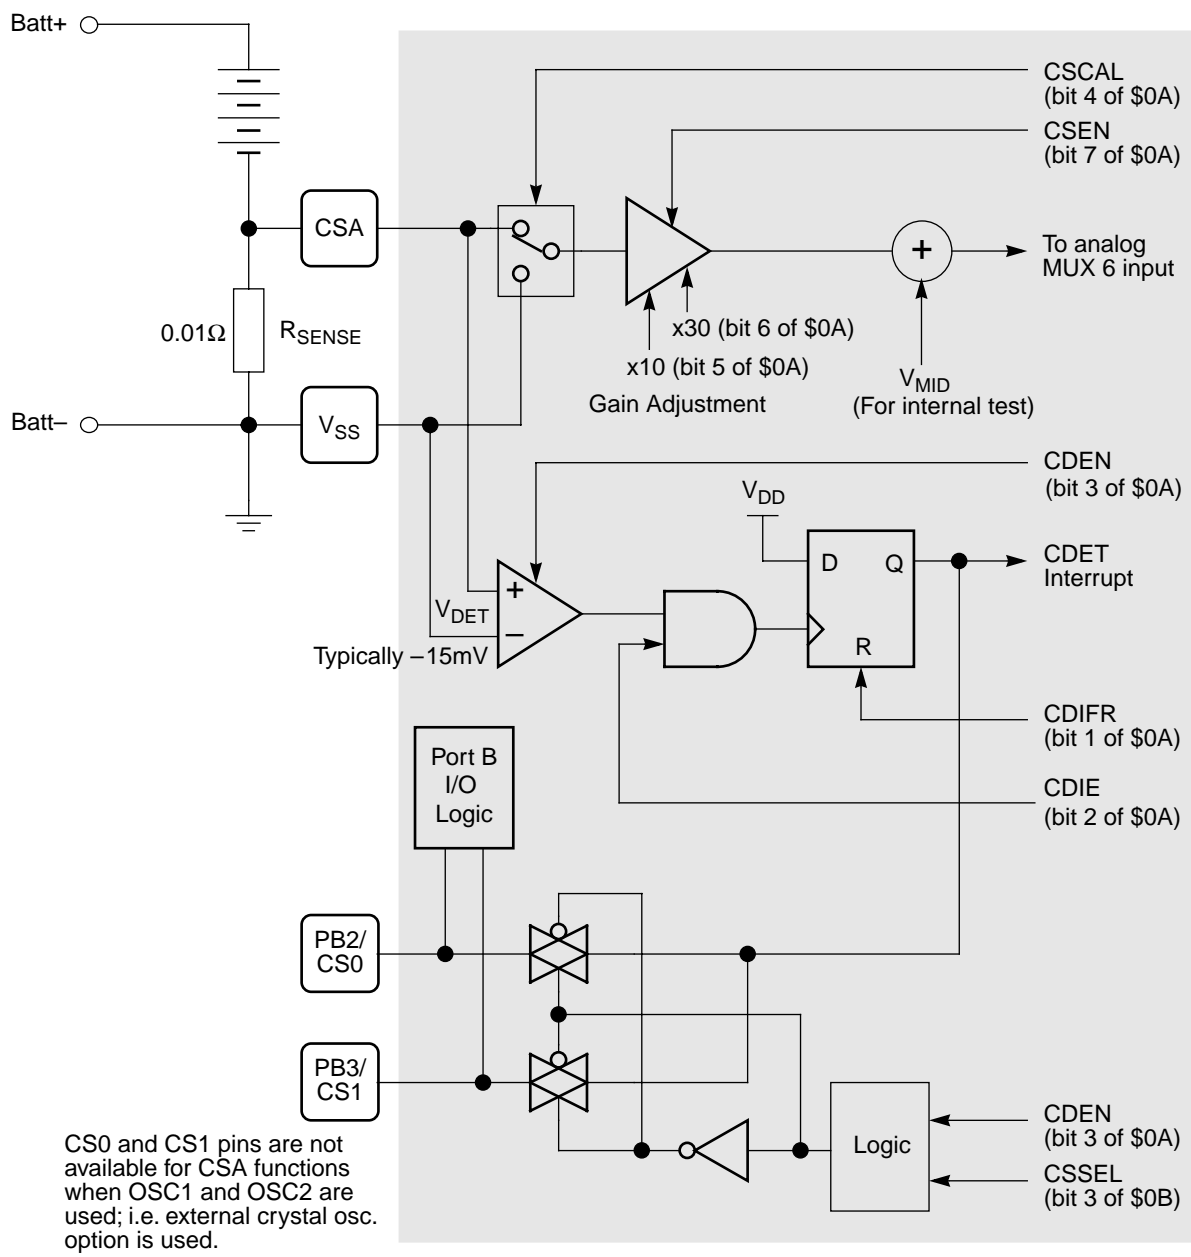 Batt+
CSCAL
(bit 4 of $0A)
CSEN
(bit 7 of $0A)
CSA
+
To analog
MUX 6 input
0.01Ω
RSENSE
x30 (bit 6 of $0A)
x10 (bit 5 of $0A)
Gain Adjustment
VMID
(For internal test)
Batt–
VSS
CDEN
(bit 3 of $0A)
VDD
D
Q
CDET
Interrupt
+
VDET
–
Typically –15mV
R
CDIFR
(bit 1 of $0A)
Port B
I/O
Logic
CDIE
(bit 2 of $0A)
PB2/
CS0
PB3/
CS1
Logic
CDEN
(bit 3 of $0A)
CSSEL
(bit 3 of $0B)
CS0 and CS1 pins are not
available for CSA functions
when OSC1 and OSC2 are
used; i.e. external crystal osc.
option is used.